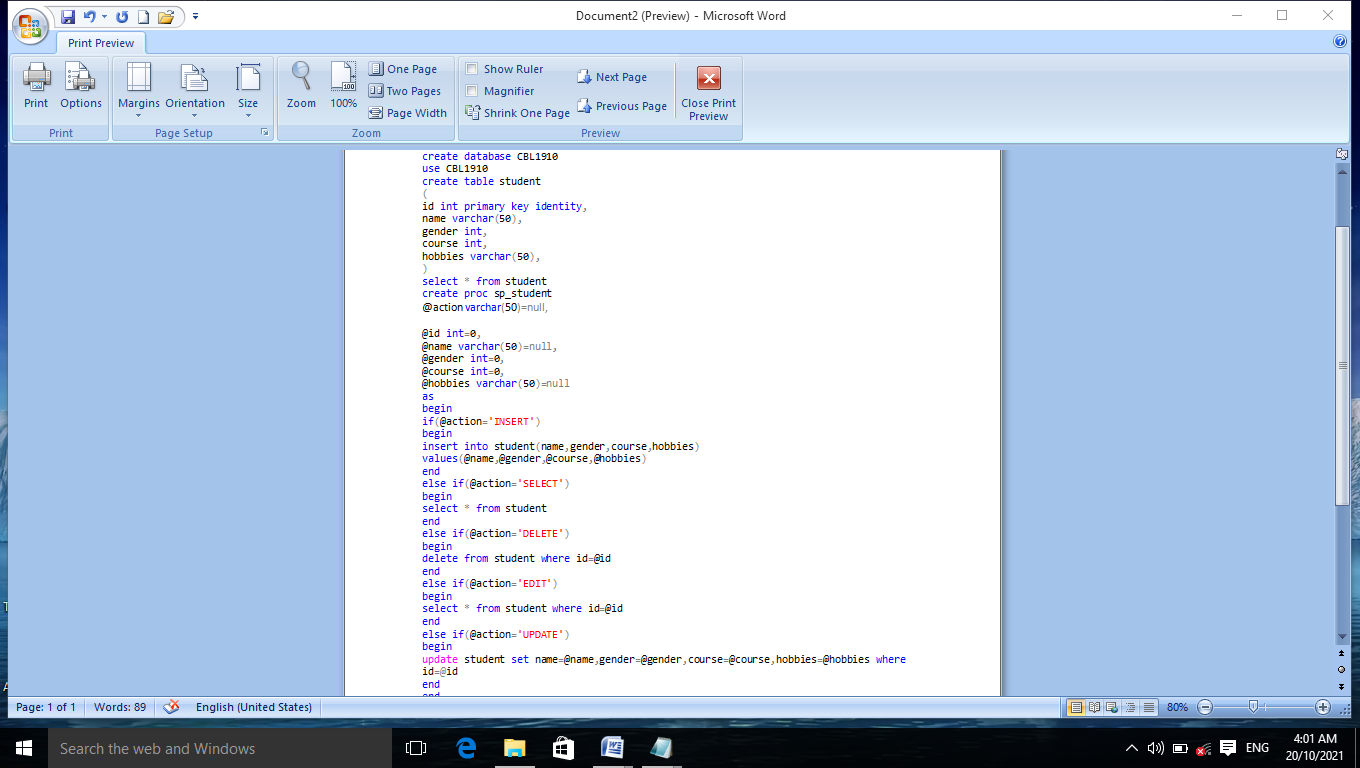 Document2 (Preview) - Microsoft Word
Print Preview
Print
Options
Margins
Orientation
Size
Zoom
100%
One Page
Two Pages
Page Width
Show Ruler
Magnifier
Shrink One Page
Next Page
Previous Page
Close Print
Preview
Print
Page Setup
Zoom
Preview
create database CBL1910
use CBL1910
create table student
(
id int primary key identity,
name varchar(50),
gender int,
course int,
hobbies varchar(50),
)
select * from student
create proc sp_student
@action varchar(50)=null,
@id int=0,
@name varchar(50)=null,
@gender int=0,
@course int=0,
@hobbies varchar(50)=null
as
begin
if(@action='INSERT')
begin
insert into student(name,gender,course,hobbies)
values(@name,@gender,@course,@hobbies)
end
else if(@action='SELECT')
begin
select * from student
end
else if(@action='DELETE')
begin
delete from student where id=@id
end
else if(@action='EDIT')
begin
select * from student where id=@id
end
else if(@action='UPDATE')
begin
update student set name=@name,gender=@gender,course=@course,hobbies=@hobbies where
id=@id
end
end
Page: 1 of 1
Words: 89
English (United States)
80%
Search the web and Windows
ENG
4:01 AM
20/10/2021